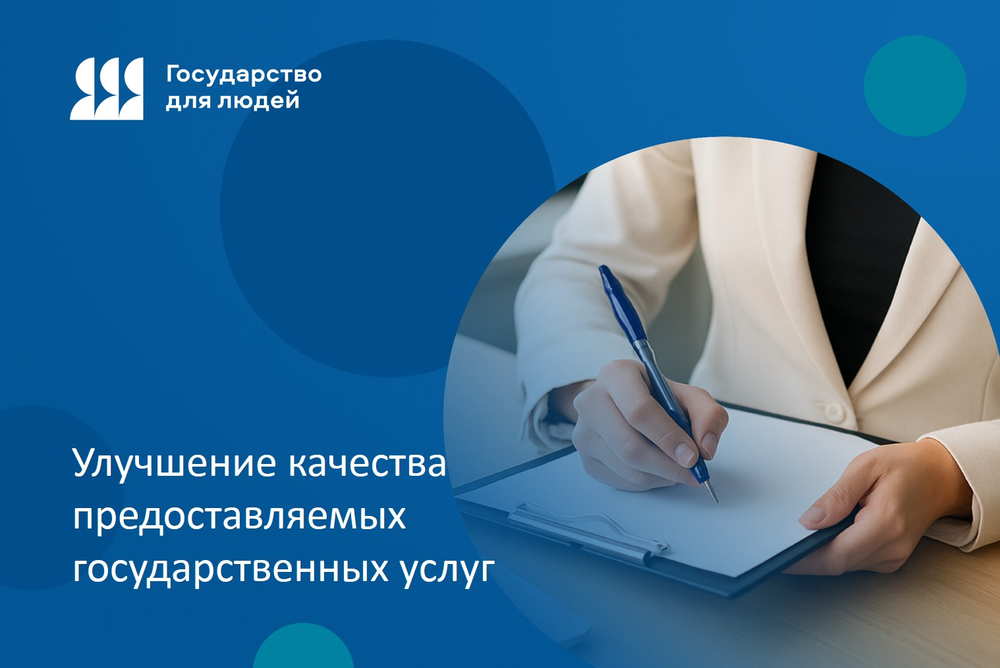 Государство
для людей
Улучшение качества
предоставляемых
государственных услуг